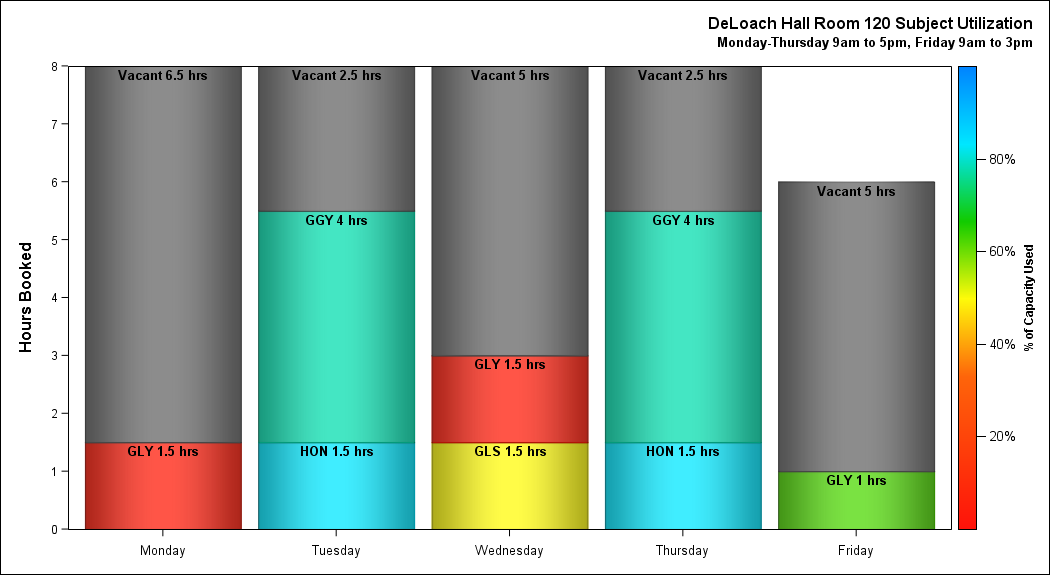 DeLoach Hall Room 120 Subject Utilization
Monday-Thursday 9am to 5pm, Friday 9am to 3pm
Hours Booked
8
7
6
5
4
3
2
1
0
Vacant 6.5 hrs
GLY 1.5 hrs
Vacant 2.5 hrs
GGY 4 hrs
HON 1.5 hrs
Vacant 5 hrs
GLY 1.5 hrs
GLS 1.5 hrs
Vacant 2.5 hrs
GGY 4 hrs
HON 1.5 hrs
Vacant 5 hrs
GLY 1 hrs
Monday
Tuesday
Wednesday
Thursday
Friday
80%
60%
40%
20%
% of Capacity Used